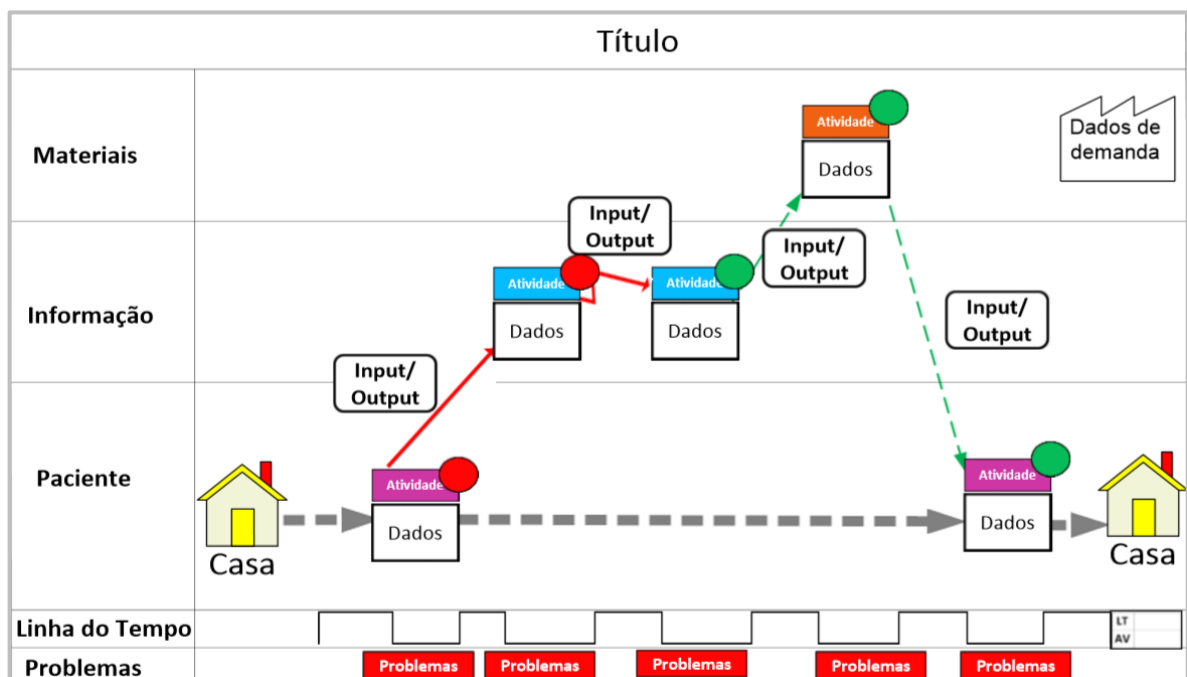 Título
Materiais
Atividade
Dados
Dados de
demanda
Input/
Output
Input/
Output
Informação
Atividade
Dados
Atividade
Dados
Input/
Output
Input/
Output
Paciente
Atividade
Dados
Atividade
Dados
Casa
Casa
Linha do Tempo
LT
AV
Problemas
Problemas
Problemas
Problemas
Problemas
Problemas